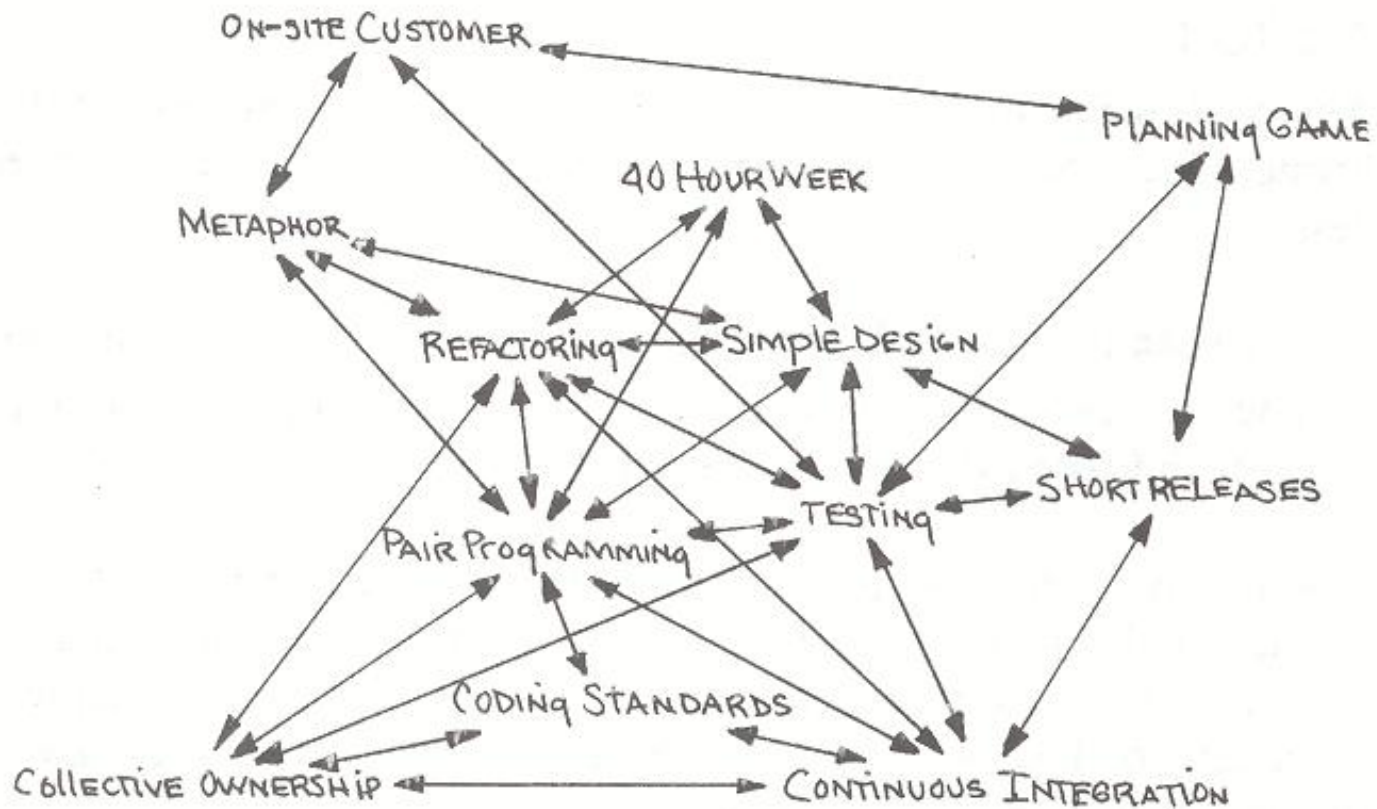 ON-SITE CUSTOMER
PLANNING GAME
40 HOUR WEEK
METAPHOR
REFACTORING
SIMPLE DESIGN
SHORT RELEASES
TESTING
PAIR PROGRAMMING
CODING STANDARDS
COLLECTIVE OWNERSHIP
CONTINUOUS INTEGRATION